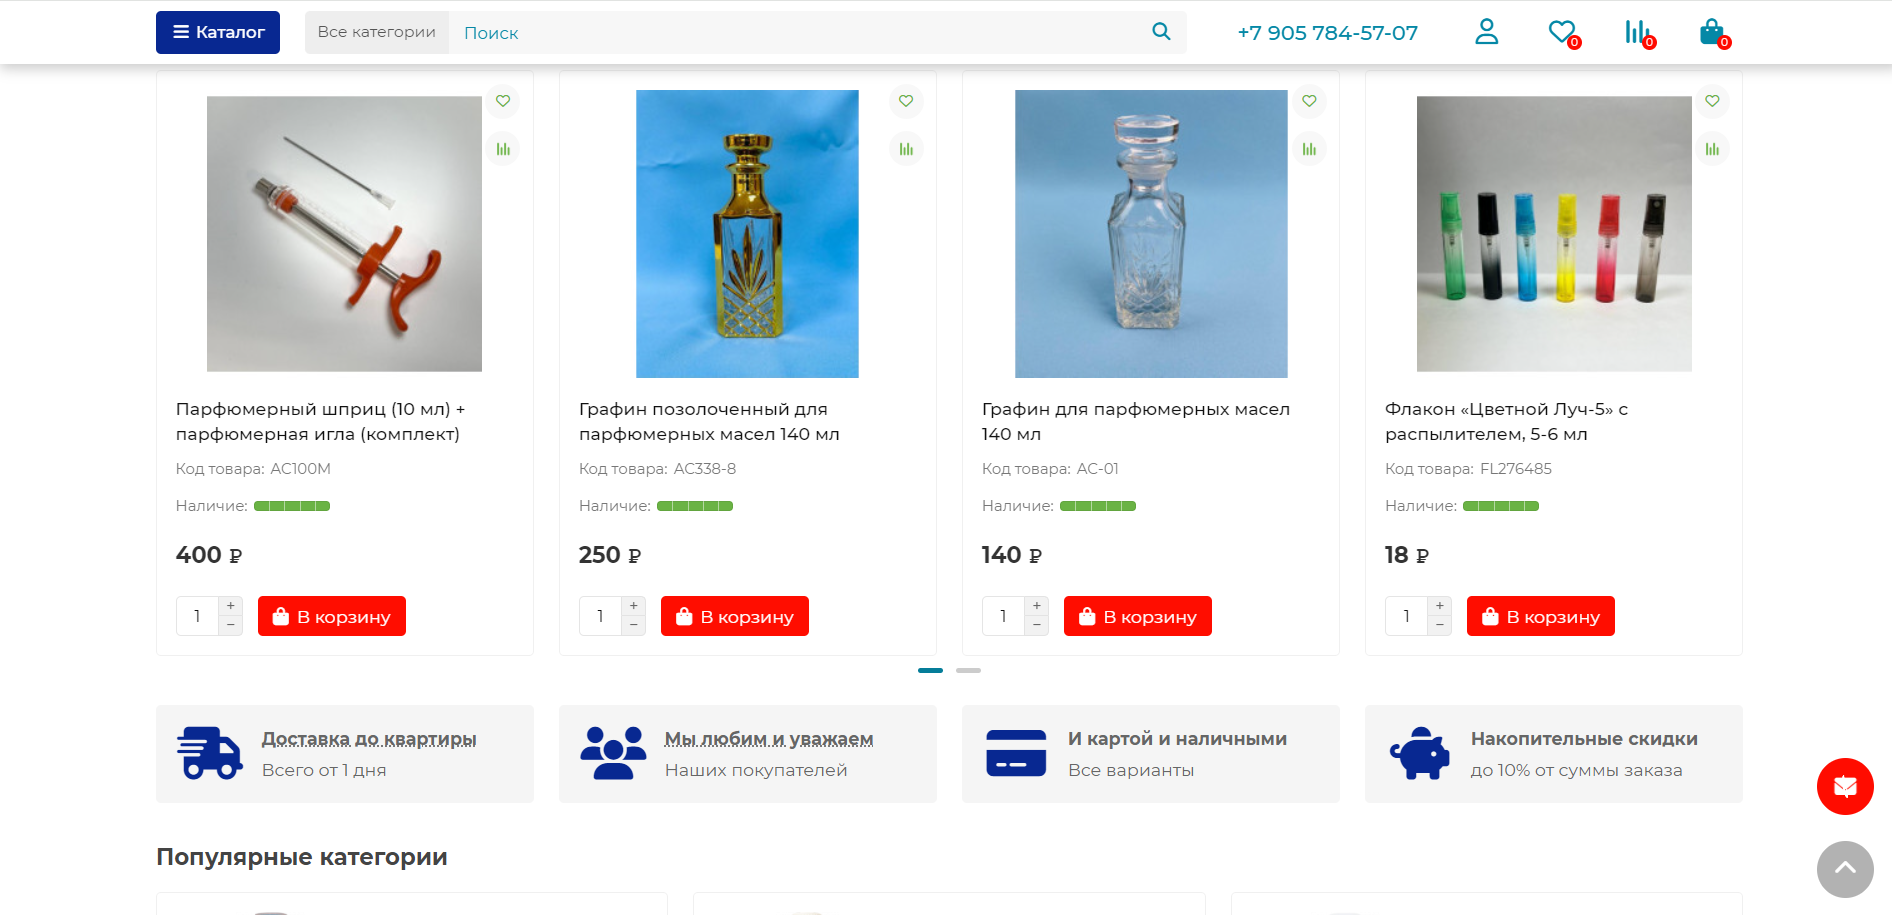 Каталог
Все категории
Поиск
+7 905 784-57-07
0
0
0
Парфюмерный шприц (10 мл) +
парфюмерная игла (комплект)
Код товара: AC100M
Наличие:
400 ₽
1
+
−
В корзину
Графин позолоченный для
парфюмерных масел 140 мл
Код товара: AC338-8
Наличие:
250 ₽
1
+
−
В корзину
Графин для парфюмерных масел
140 мл
Код товара: AC-01
Наличие:
140 ₽
1
+
−
В корзину
Флакон «Цветной Луч-5» с
распылителем, 5-6 мл
Код товара: FL276485
Наличие:
18 ₽
1
+
−
В корзину
Доставка до квартиры
Всего от 1 дня
Мы любим и уважаем
Наших покупателей
И картой и наличными
Все варианты
Накопительные скидки
до 10% от суммы заказа
Популярные категории